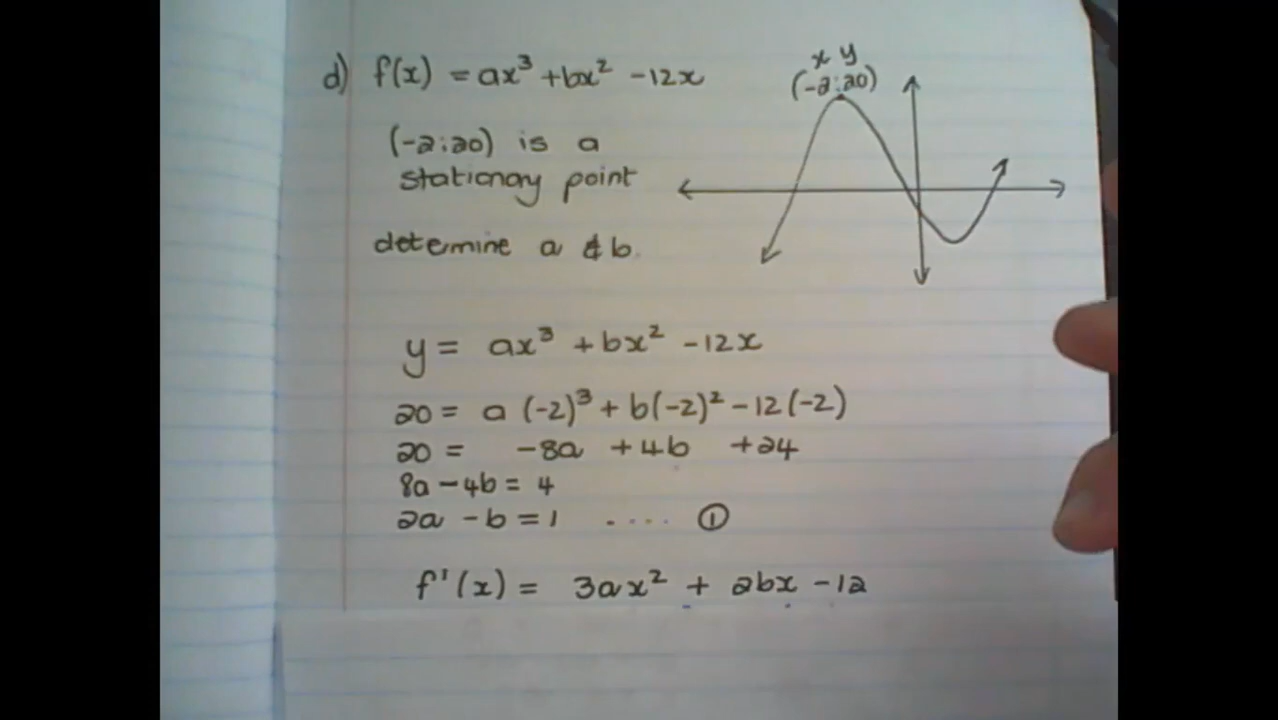 d) f(x) = ax³ + bx² - 12x
x y
(-2;20)
(-2;20) is a
stationary point
determine a & b.
y = ax³ + bx² - 12x
20 = a (-2)³ + b(-2)² - 12 (-2)
20 = -8a + 4b + 24
8a - 4b = 4
2a - b = 1 .... ①
f'(x) = 3ax² + 2bx - 12